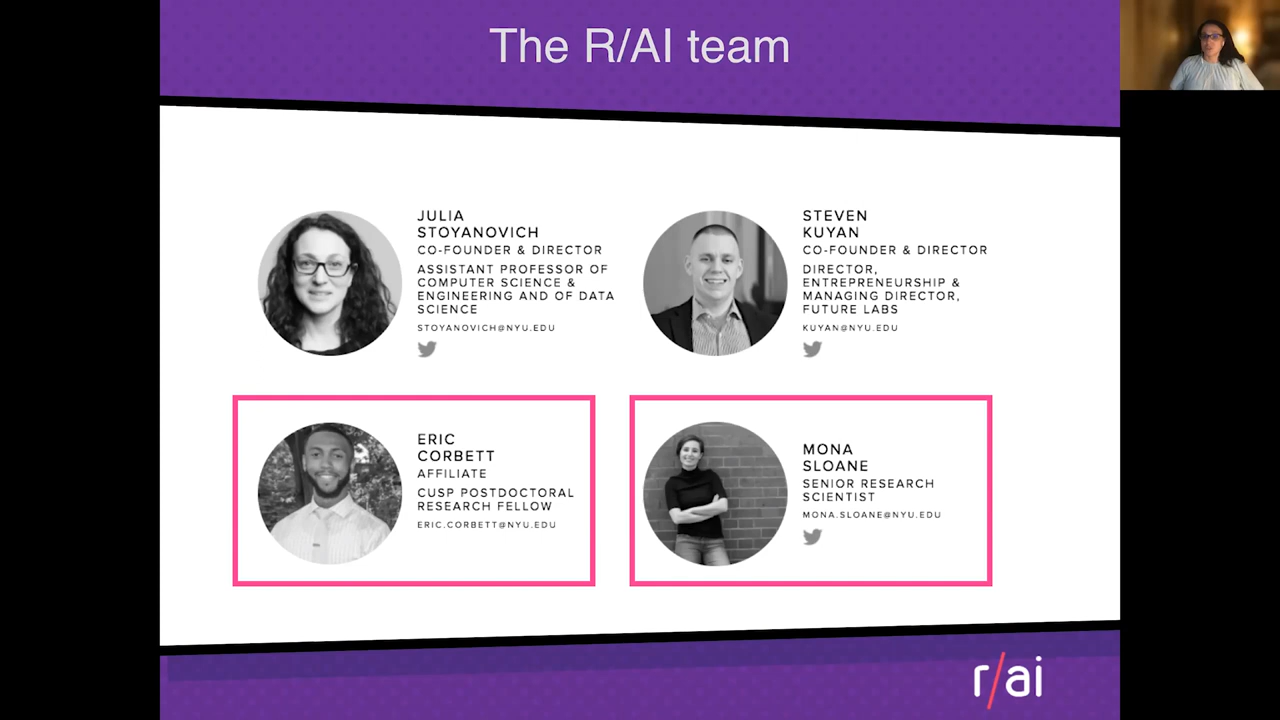 The R/AI team
JULIA
STOYANOVICH
CO-FOUNDER & DIRECTOR
ASSISTANT PROFESSOR OF
COMPUTER SCIENCE &
ENGINEERING AND OF DATA
SCIENCE
STOYANOVICH@NYU.EDU
STEVEN
KUYAN
CO-FOUNDER & DIRECTOR
DIRECTOR,
ENTREPRENEURSHIP &
MANAGING DIRECTOR,
FUTURE LABS
KUYAN@NYU.EDU
ERIC
CORBETT
AFFILIATE
CUSP POSTDOCTORAL
RESEARCH FELLOW
ERIC.CORBETT@NYU.EDU
MONA
SLOANE
SENIOR RESEARCH
SCIENTIST
MONA.SLOANE@NYU.EDU
r/ai